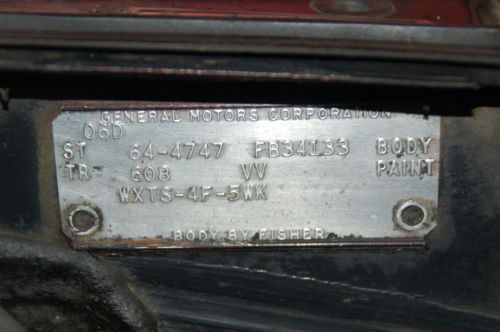 GENERAL MOTORS CORPORATION
06D
ST 64-4747 FB34133 BODY
TR 608 VV PAINT
WXTS-4F-5WK
BODY BY FISHER